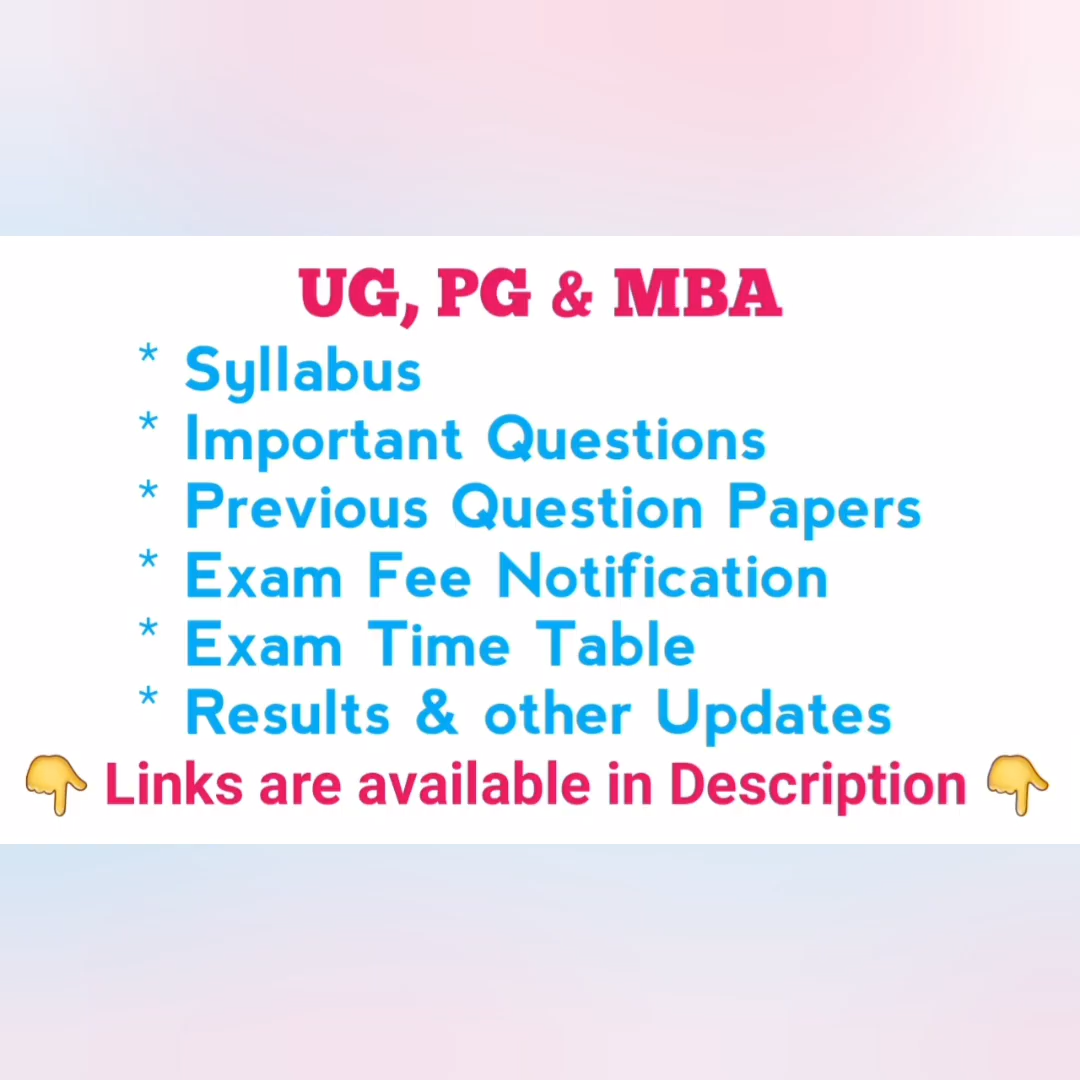 UG, PG & MBA
* Syllabus
* Important Questions
* Previous Question Papers
* Exam Fee Notification
* Exam Time Table
* Results & other Updates
👇 Links are available in Description 👇